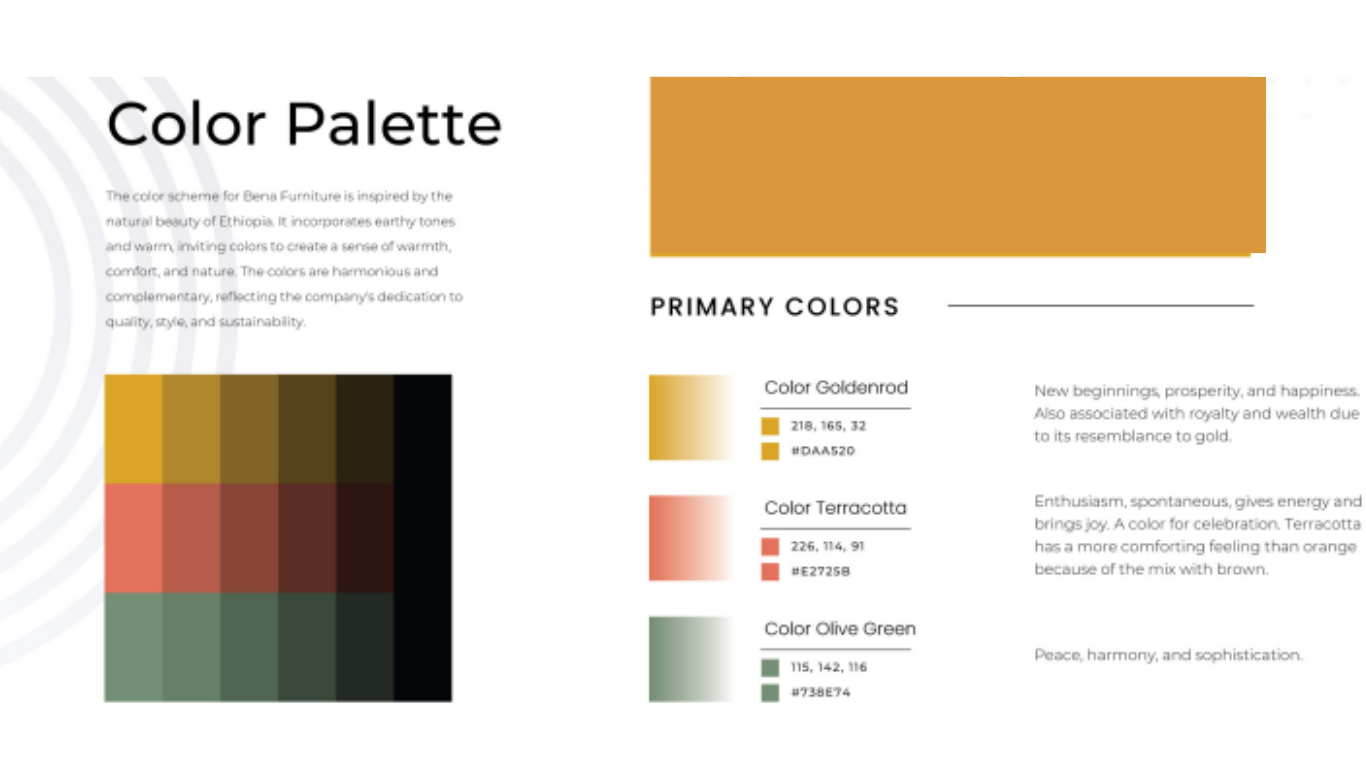 Color Palette
The color scheme for Bena Furniture is inspired by the
natural beauty of Ethiopia. It incorporates earthy tones
and warm, inviting colors to create a sense of warmth,
comfort, and nature. The colors are harmonious and
complementary, reflecting the company's dedication to
quality, style, and sustainability.
PRIMARY COLORS
Color Goldenrod
218, 165, 32
#DAA520
New beginnings, prosperity, and happiness.
Also associated with royalty and wealth due
to its resemblance to gold.
Color Terracotta
226, 114, 91
#E2725B
Enthusiasm, spontaneous, gives energy and
brings joy. A color for celebration. Terracotta
has a more comforting feeling than orange
because of the mix with brown.
Color Olive Green
115, 142, 116
#738E74
Peace, harmony, and sophistication.